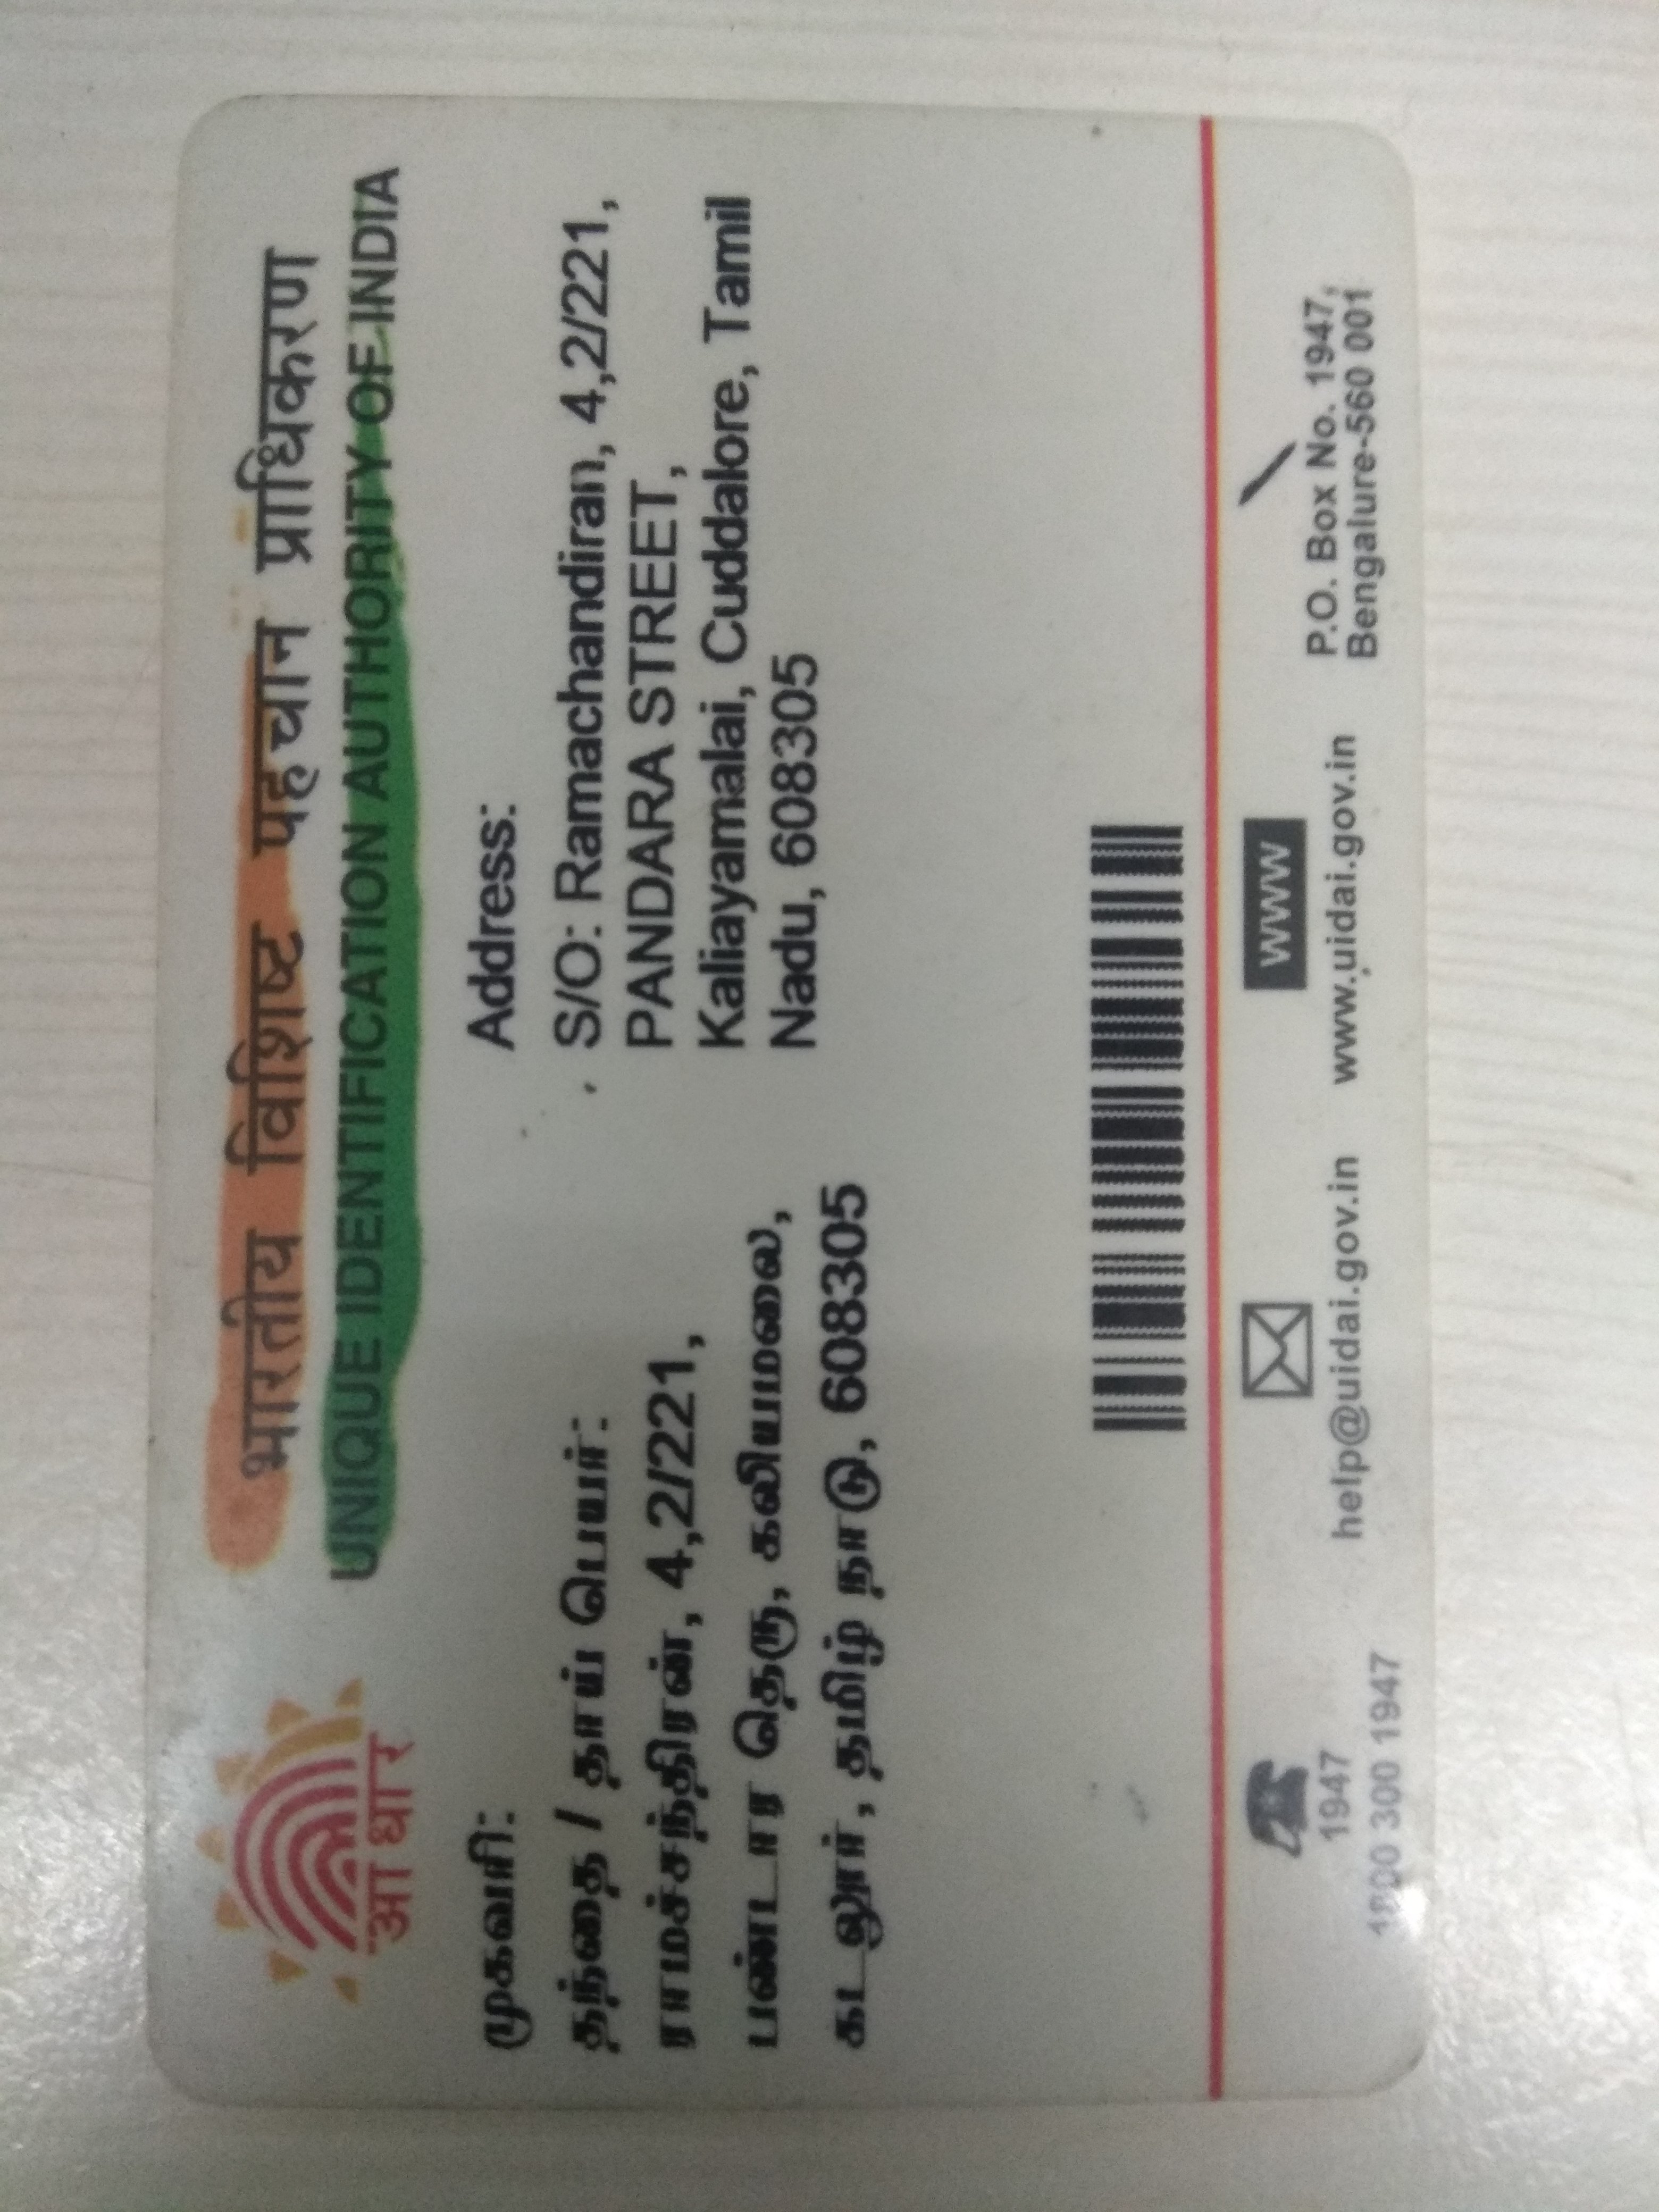 आधार
भारतीय विशिष्ट पहचान प्राधिकरण
UNIQUE IDENTIFICATION AUTHORITY OF INDIA
முகவரி:
தந்தை / தாய் பெயர்:
ராமச்சந்திரன், 4,2/221,
பண்டார தெரு, கலியமலை,
கடலூர், தமிழ் நாடு, 608305
Address:
S/O: Ramachandiran, 4,2/221,
PANDARA STREET,
Kaliayamalai, Cuddalore, Tamil
Nadu, 608305
1947
1800 300 1947
help@uidai.gov.in
WWW
www.uidai.gov.in
P.O. Box No. 1947,
Bengalure-560 001